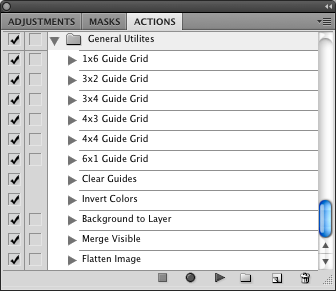 ADJUSTMENTS MASKS ACTIONS
General Utilites
1x6 Guide Grid
3x2 Guide Grid
3x4 Guide Grid
4x3 Guide Grid
4x4 Guide Grid
6x1 Guide Grid
Clear Guides
Invert Colors
Background to Layer
Merge Visible
Flatten Image